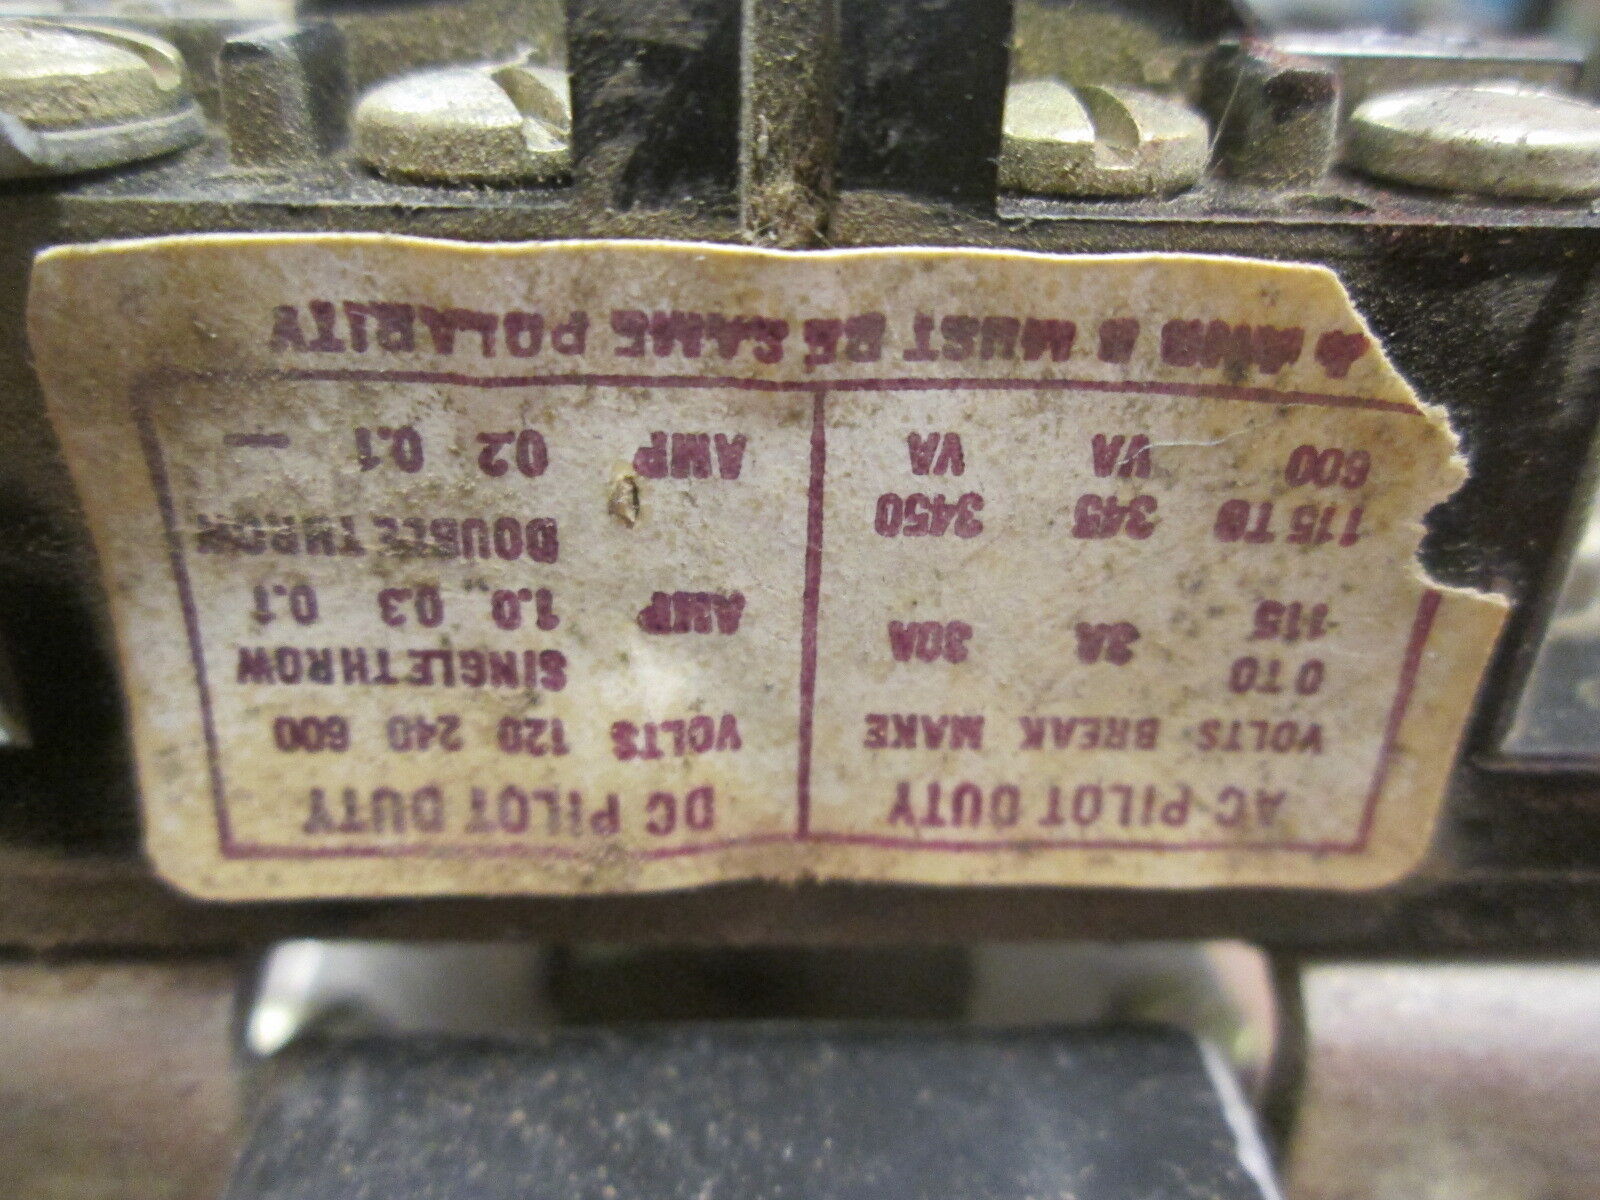 AC PILOT DUTY
VOLTS BREAK MAKE
0 TO
115 3A 30A
115 TO 345 3450
600 VA VA
DC PILOT DUTY
VOLTS 120 240 600
SINGLE THROW
AMP 1.0 0.3 0.1
DOUBLE THROW
AMP 0.2 0.1 —
A AND B MUST BE SAME POLARITY